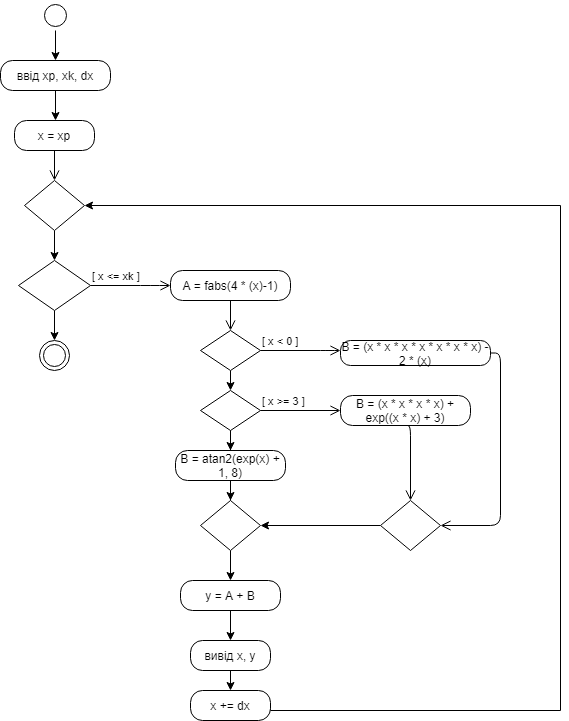 ввід xp, xk, dx
x = xp
[ x <= xk ]
A = fabs(4 * (x)-1)
[ x < 0 ]
B = (x * x * x * x * x * x * x) -
2 * (x)
[ x >= 3 ]
B = (x * x * x * x) +
exp((x * x) + 3)
B = atan2(exp(x) +
1, 8)
y = A + B
вивід x, y
x += dx